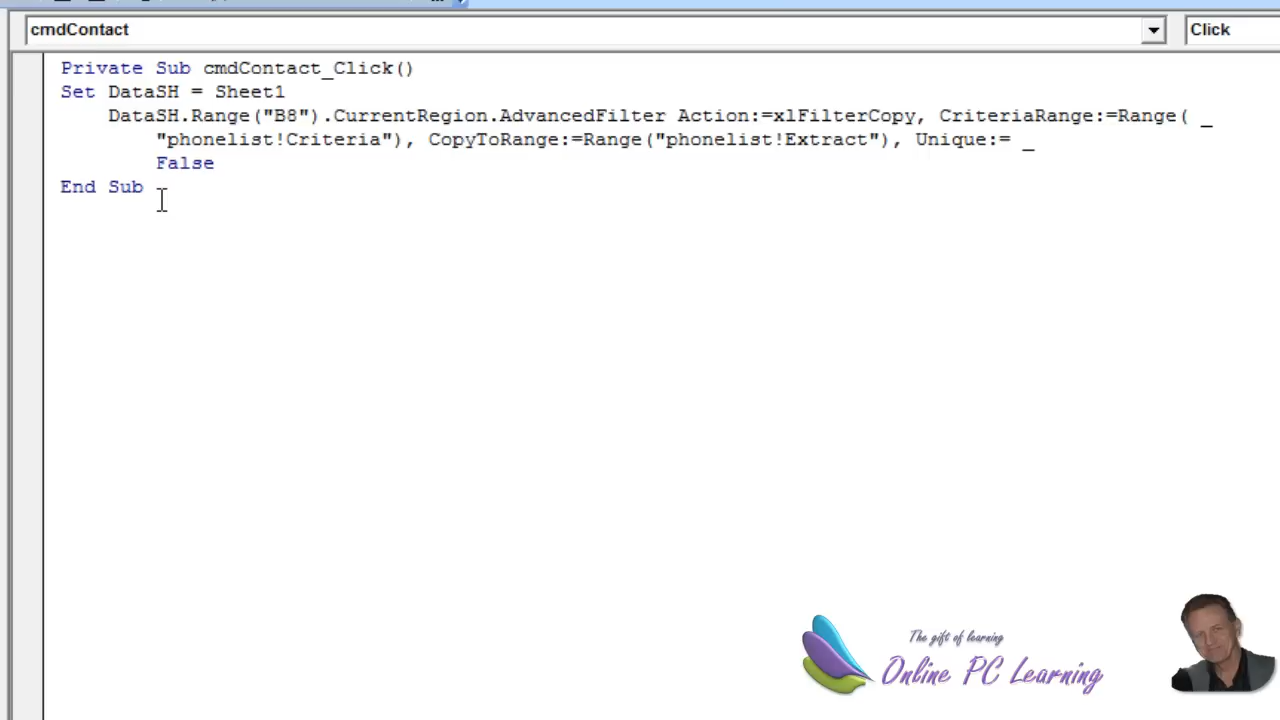 cmdContact
Click
Private Sub cmdContact_Click()
Set DataSH = Sheet1
DataSH.Range("B8").CurrentRegion.AdvancedFilter Action:=xlFilterCopy, CriteriaRange:=Range( _
"phonelist!Criteria"), CopyToRange:=Range("phonelist!Extract"), Unique:= _
False
End Sub
The gift of learning
Online PC Learning